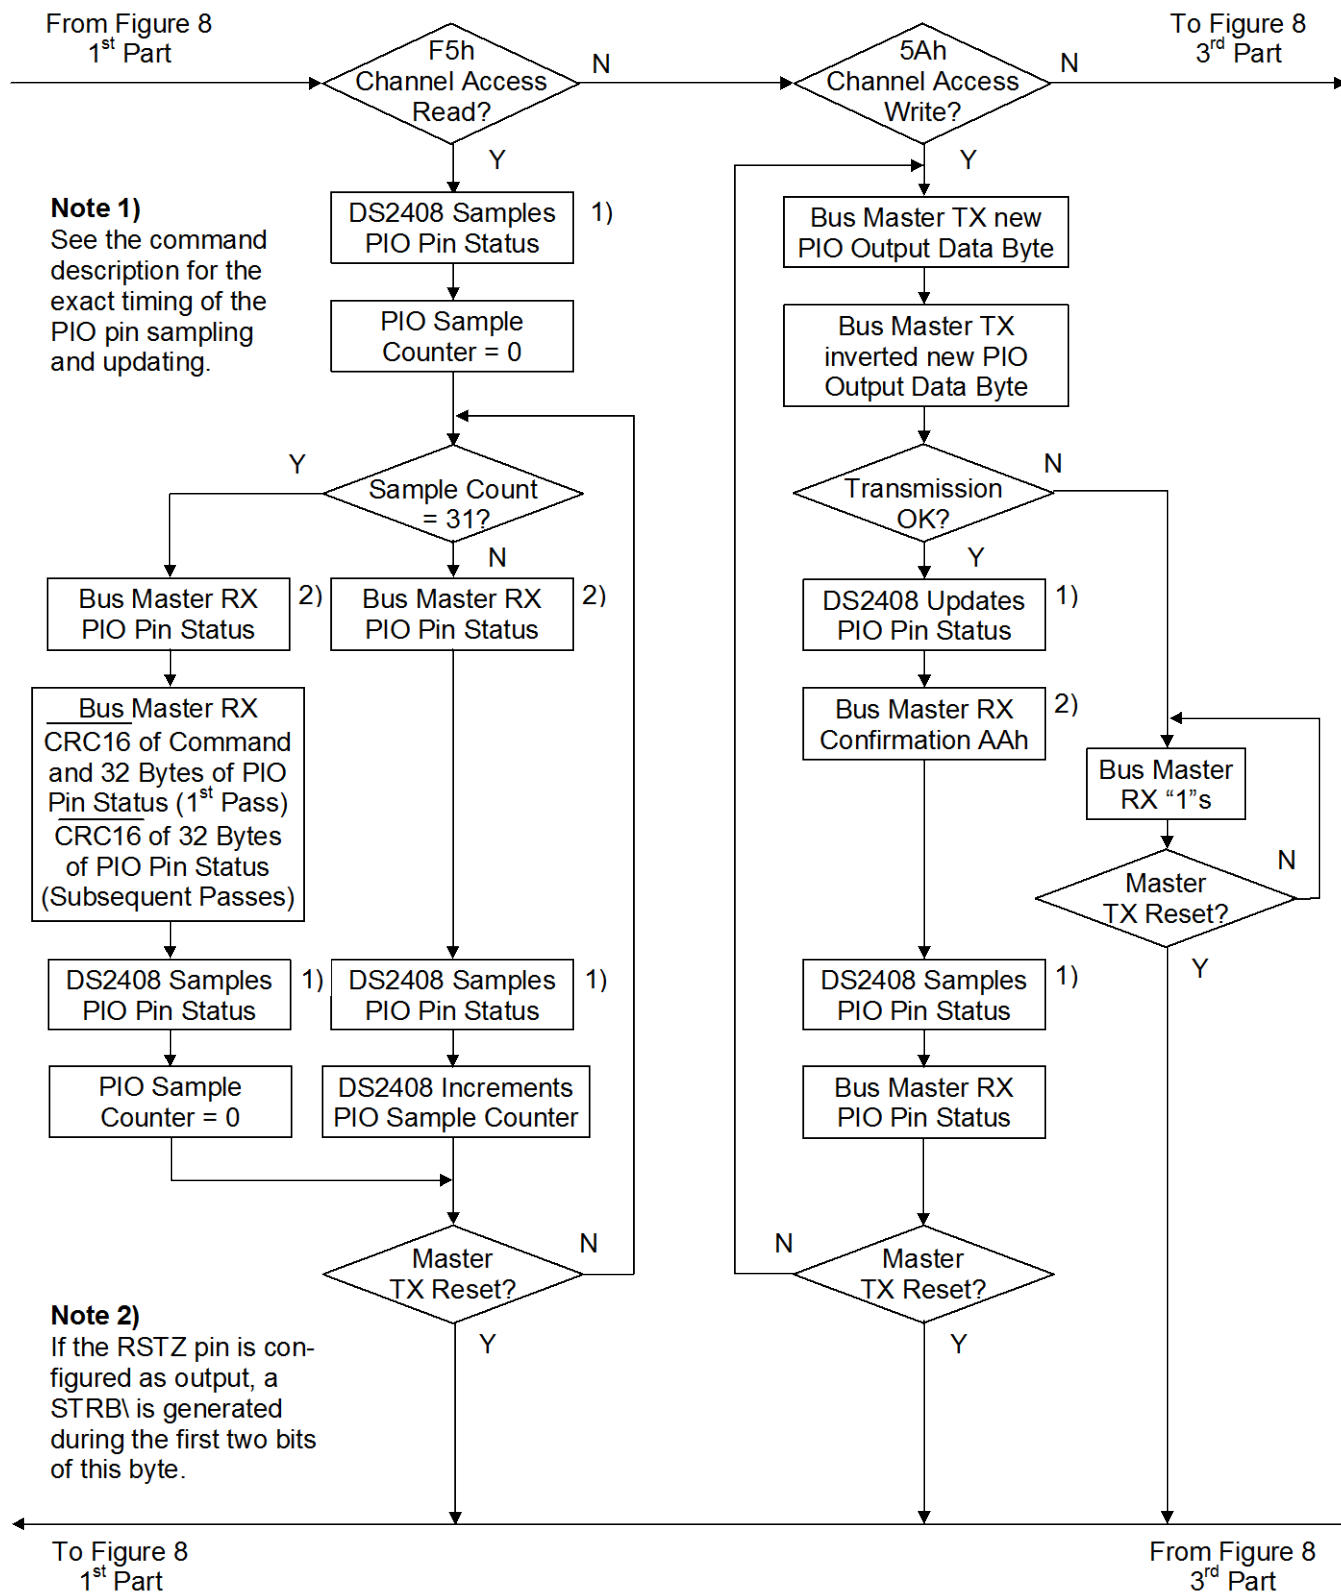 From Figure 8
1st Part
F5h
Channel Access
Read?
N
5Ah
Channel Access
Write?
N
To Figure 8
3rd Part
Y
Y
Note 1)
See the command
description for the
exact timing of the
PIO pin sampling
and updating.
DS2408 Samples
PIO Pin Status
1)
PIO Sample
Counter = 0
Bus Master TX new
PIO Output Data Byte
Bus Master TX
inverted new PIO
Output Data Byte
Y
Sample Count
= 31?
N
Transmission
OK?
N
Y
Bus Master RX
PIO Pin Status
2)
Bus Master RX
PIO Pin Status
2)
DS2408 Updates
PIO Pin Status
1)
Bus Master RX
CRC16 of Command
and 32 Bytes of PIO
Pin Status (1st Pass)
CRC16 of 32 Bytes
of PIO Pin Status
(Subsequent Passes)
Bus Master RX
Confirmation AAh
2)
Bus Master
RX “1”s
Master
TX Reset?
N
Y
DS2408 Samples
PIO Pin Status
1)
DS2408 Samples
PIO Pin Status
1)
DS2408 Samples
PIO Pin Status
1)
PIO Sample
Counter = 0
DS2408 Increments
PIO Sample Counter
Bus Master RX
PIO Pin Status
Master
TX Reset?
N
Y
N
Master
TX Reset?
Y
Note 2)
If the RSTZ pin is con-
figured as output, a
STRB\ is generated
during the first two bits
of this byte.
To Figure 8
1st Part
From Figure 8
3rd Part